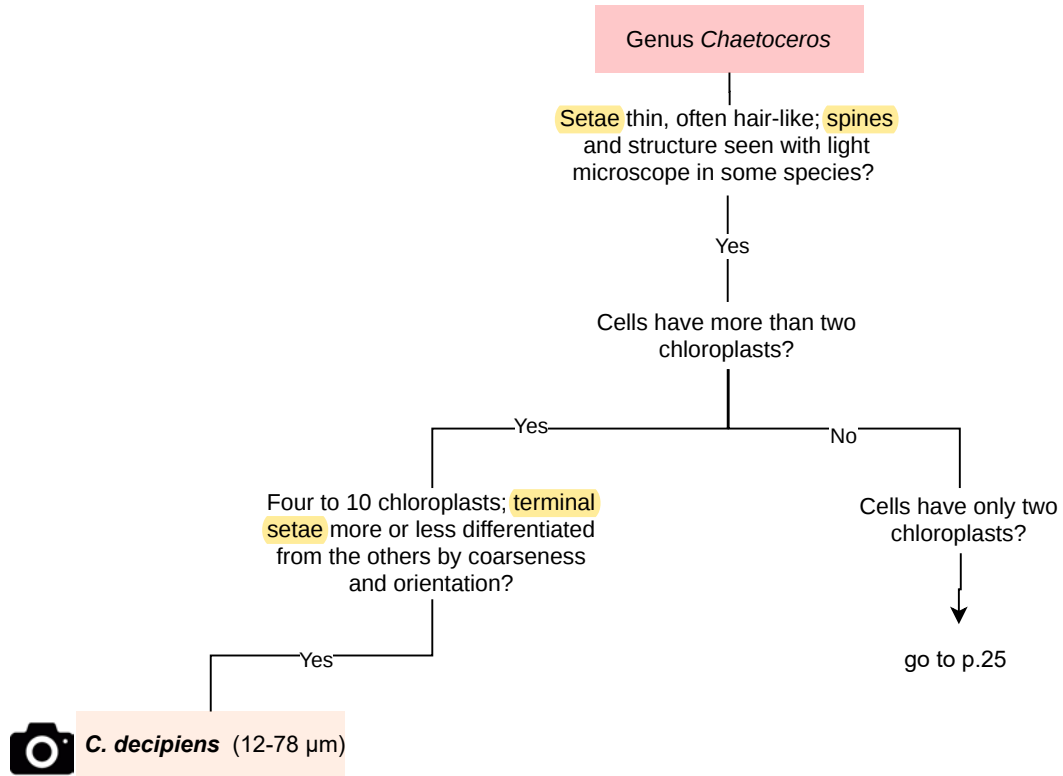 Genus Chaetoceros
Setae thin, often hair-like; spines
and structure seen with light
microscope in some species?
Yes
Cells have more than two
chloroplasts?
Yes
No
Four to 10 chloroplasts; terminal
setae more or less differentiated
from the others by coarseness
and orientation?
Cells have only two
chloroplasts?
Yes
go to p.25
C. decipiens (12-78 μm)